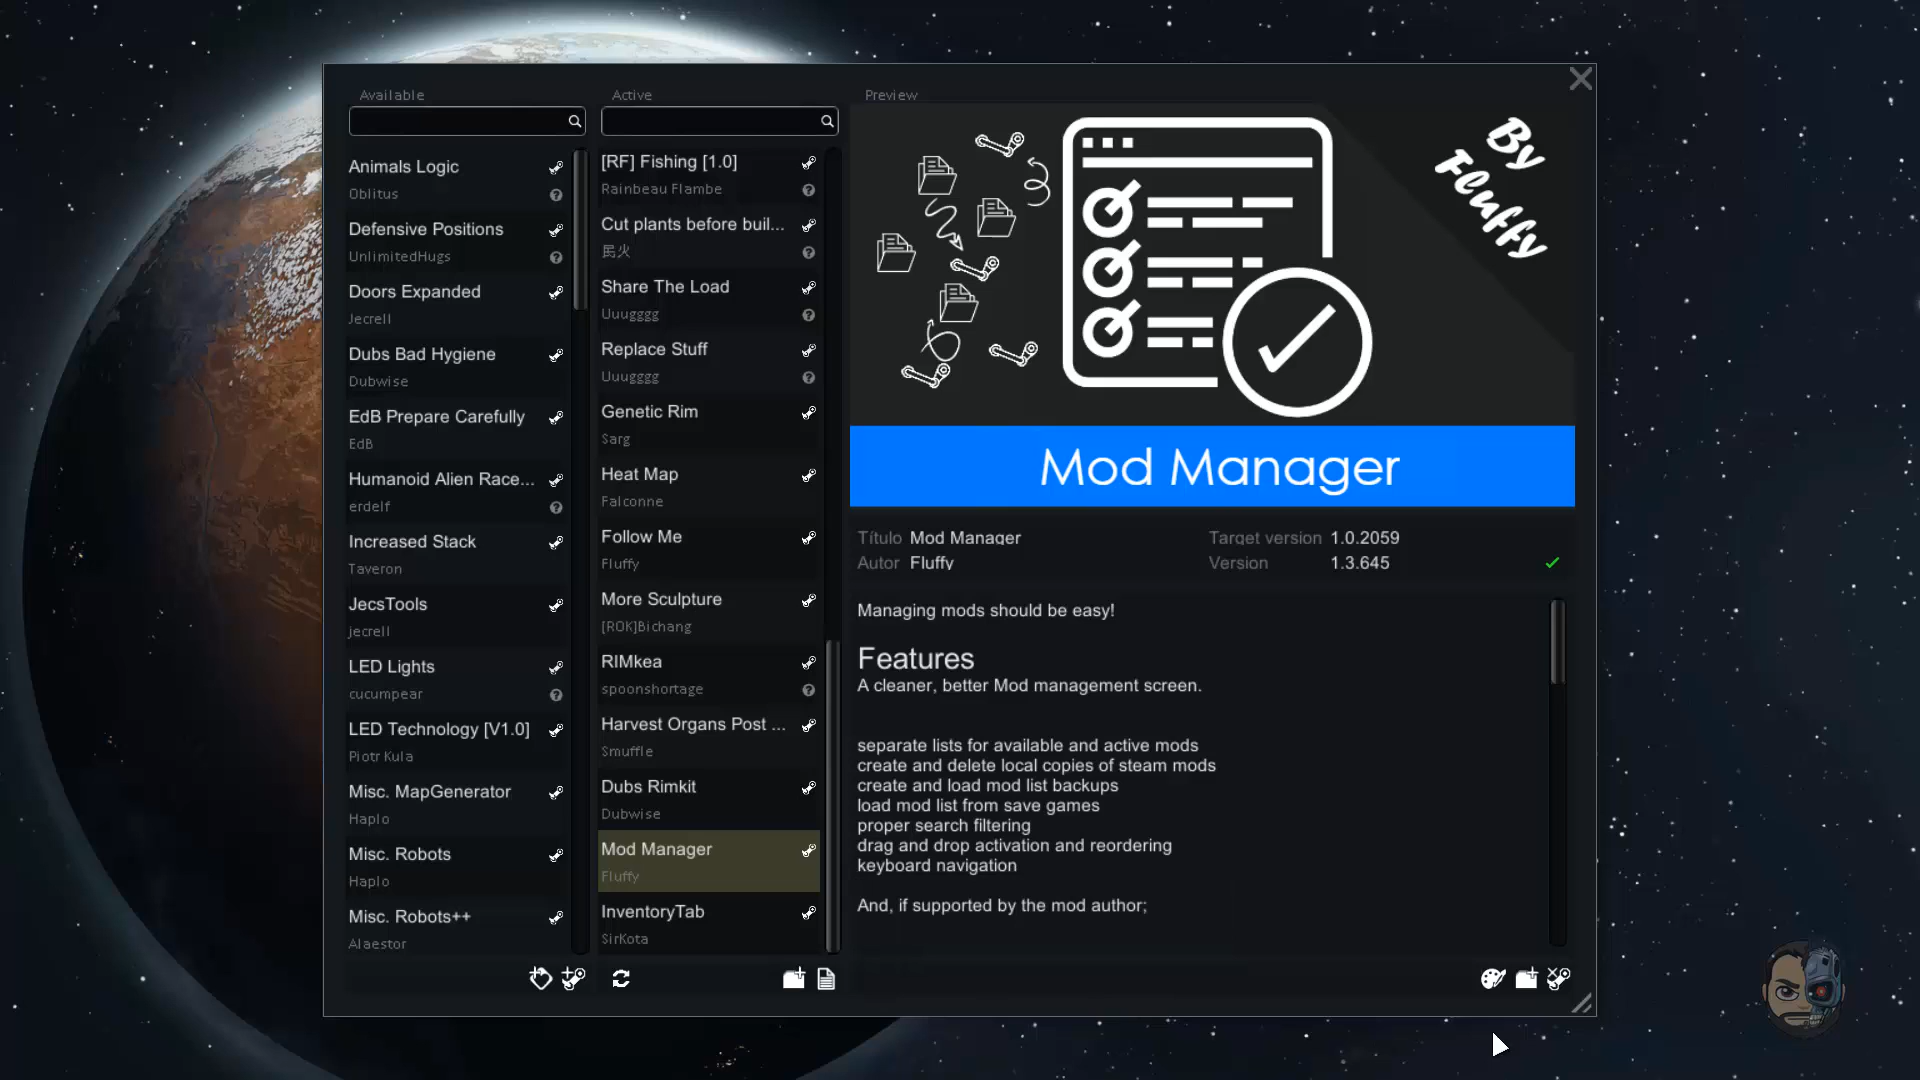 Available
Animals Logic
Oblitus
Defensive Positions
UnlimitedHugs
Doors Expanded
Jecrell
Dubs Bad Hygiene
Dubwise
EdB Prepare Carefully
EdB
Humanoid Alien Race...
erdelf
Increased Stack
Taveron
JecsTools
jecrell
LED Lights
cucumpear
LED Technology [V1.0]
Piotr Kula
Misc. MapGenerator
Haplo
Misc. Robots
Haplo
Misc. Robots++
Alaestor
Active
[RF] Fishing [1.0]
Rainbeau Flambe
Cut plants before buil...
民火
Share The Load
Uuugggg
Replace Stuff
Uuugggg
Genetic Rim
Sarg
Heat Map
Falconne
Follow Me
Fluffy
More Sculpture
[ROK]Bichang
RIMkea
spoonshortage
Harvest Organs Post ...
Smuffle
Dubs Rimkit
Dubwise
Mod Manager
Fluffy
InventoryTab
SirKota
Preview
By
Fluffy
Mod Manager
Título Mod Manager
Target version 1.0.2059
Autor Fluffy
Version 1.3.645
Managing mods should be easy!
Features
A cleaner, better Mod management screen.
separate lists for available and active mods
create and delete local copies of steam mods
create and load mod list backups
load mod list from save games
proper search filtering
drag and drop activation and reordering
keyboard navigation
And, if supported by the mod author;